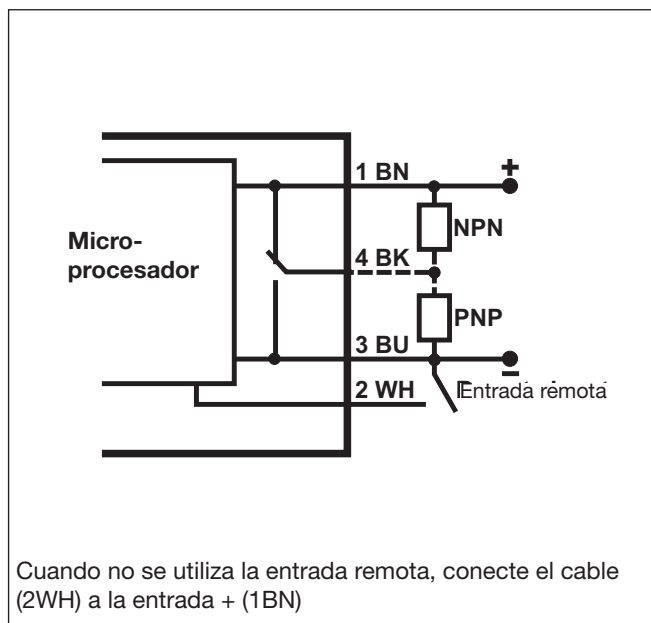 1 BN
+
NPN
Micro-
procesador
4 BK
PNP
3 BU
-
2 WH
Entrada remota
Cuando no se utiliza la entrada remota, conecte el cable
(2WH) a la entrada + (1BN)